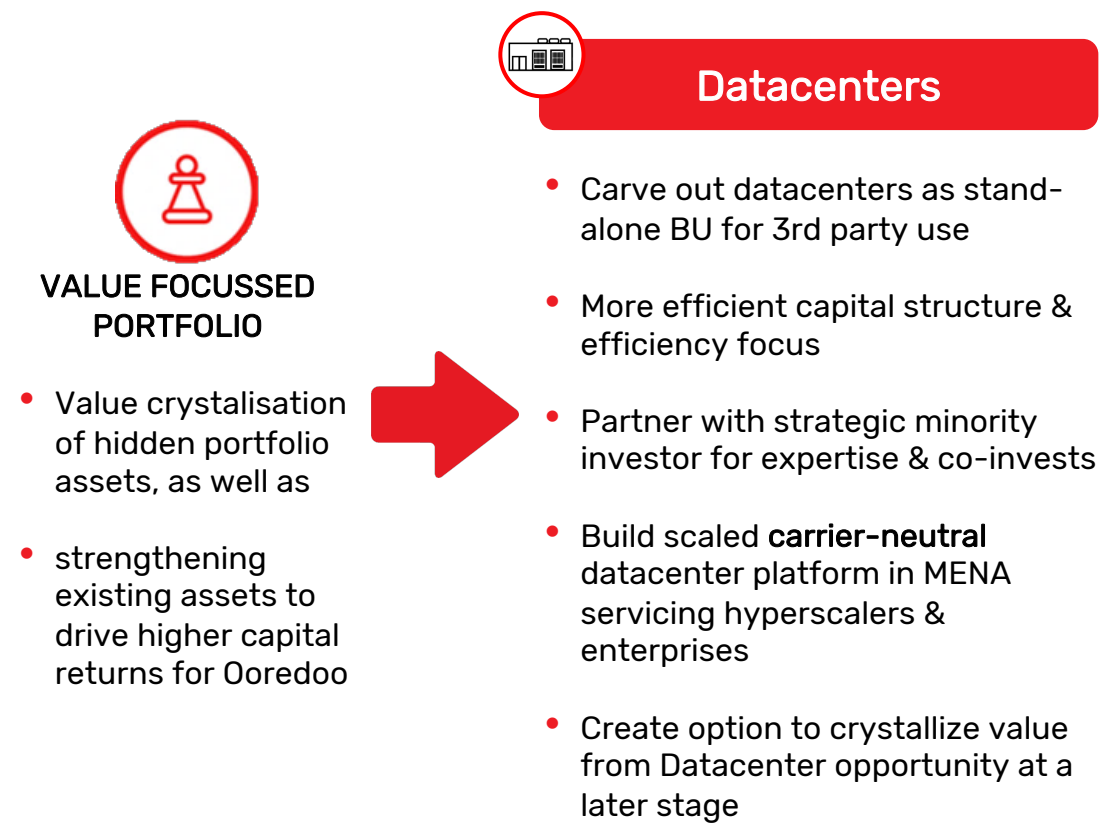 VALUE FOCUSSED
PORTFOLIO
• Value crystalisation
of hidden portfolio
assets, as well as
• strengthening
existing assets to
drive higher capital
returns for Ooredoo
Datacenters
• Carve out datacenters as stand-
alone BU for 3rd party use
• More efficient capital structure &
efficiency focus
• Partner with strategic minority
investor for expertise & co-invests
• Build scaled carrier-neutral
datacenter platform in MENA
servicing hyperscalers &
enterprises
• Create option to crystallize value
from Datacenter opportunity at a
later stage